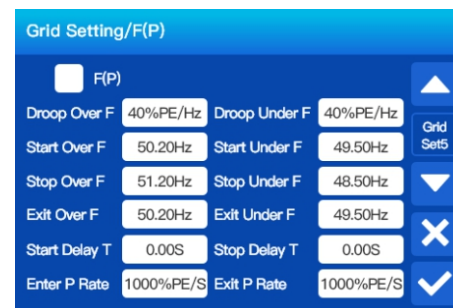 Grid Setting/F(P)
F(P)
Droop Over F 40%PE/Hz Droop Under F 40%PE/Hz
Start Over F 50.20Hz Start Under F 49.50Hz
Stop Over F 51.20Hz Stop Under F 48.50Hz
Exit Over F 50.20Hz Exit Under F 49.50Hz
Start Delay T 0.00S Stop Delay T 0.00S
Enter P Rate 1000%PE/S Exit P Rate 1000%PE/S
Grid
Set5